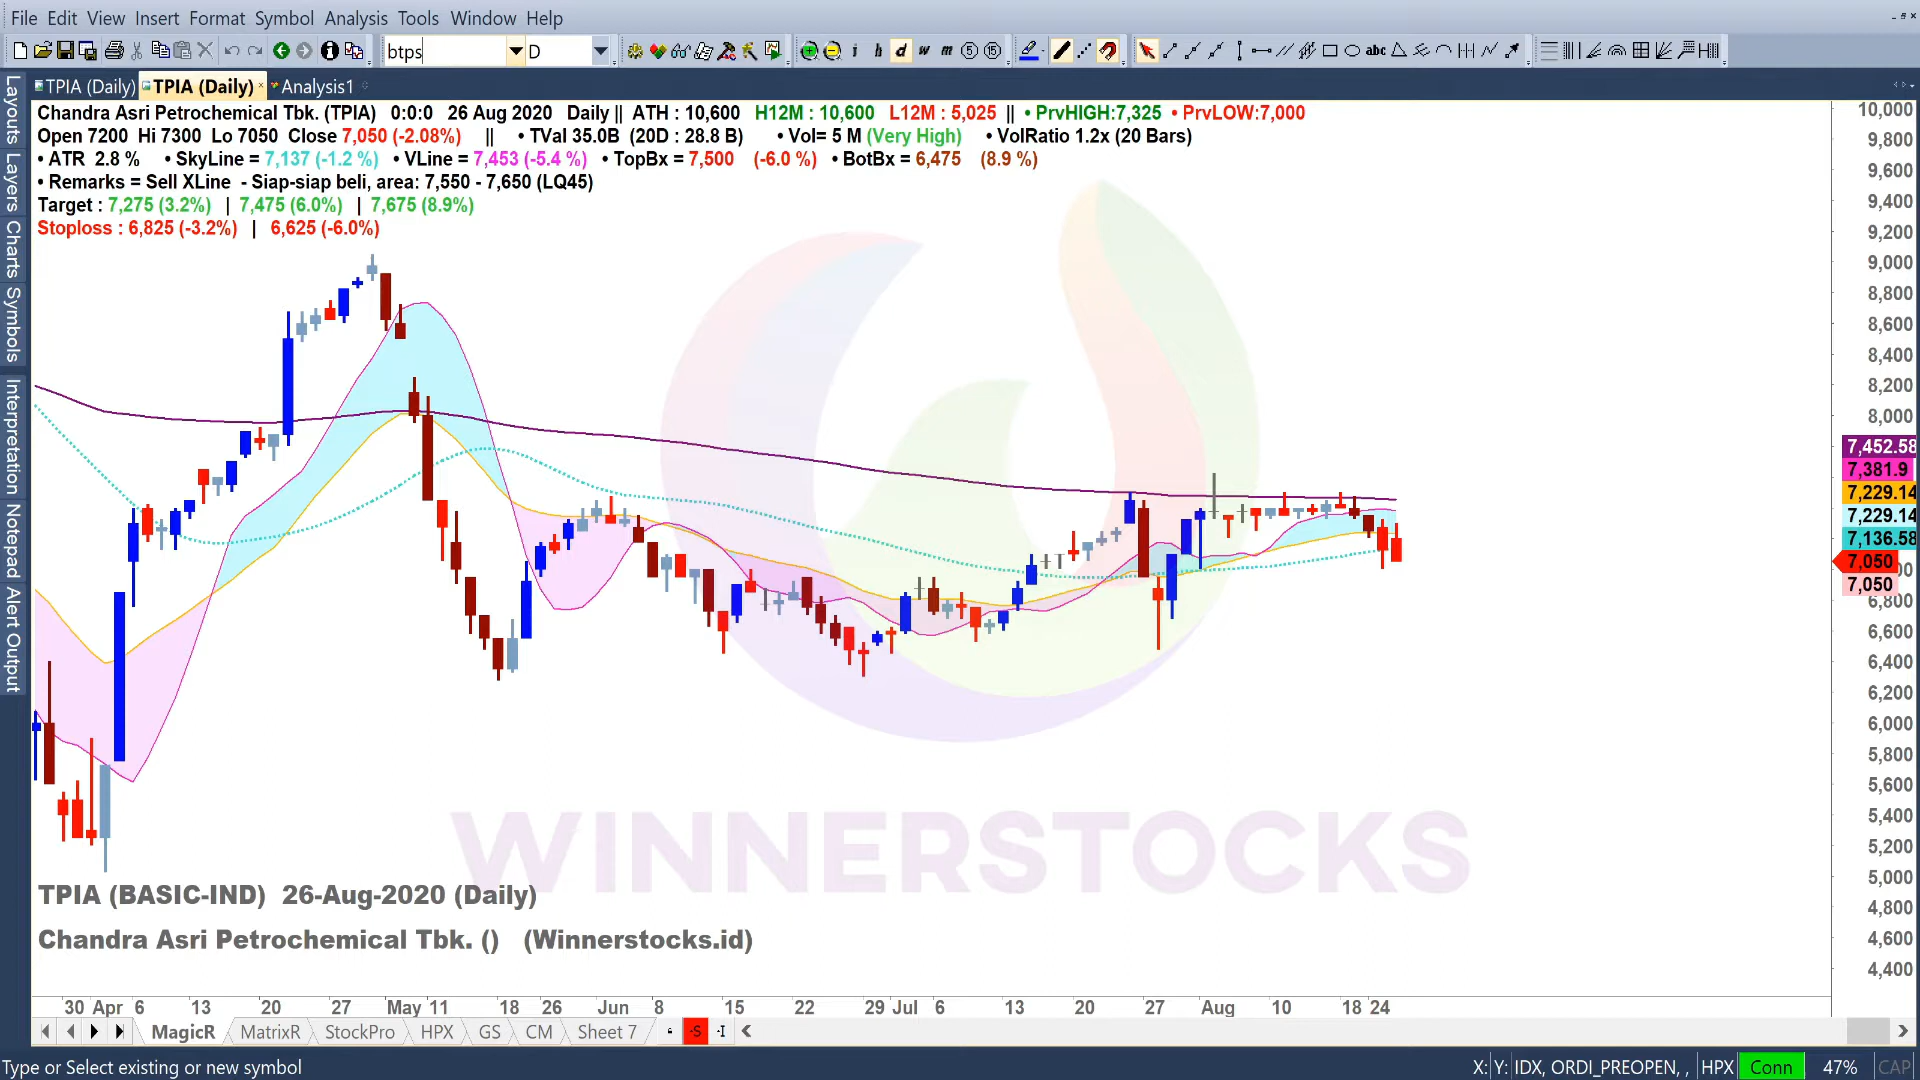 File Edit View Insert Format Symbol Analysis Tools Window Help
btps D i h d w m 5 15 abc
TPIA (Daily) TPIA (Daily) Analysis1
Chandra Asri Petrochemical Tbk. (TPIA) 0:0:0 26 Aug 2020 Daily || ATH : 10,600 H12M : 10,600 L12M : 5,025 || • PrvHIGH:7,325 • PrvLOW:7,000
Open 7200 Hi 7300 Lo 7050 Close 7,050 (-2.08%) || • TVal 35.0B (20D : 28.8 B) • Vol= 5 M (Very High) • VolRatio 1.2x (20 Bars)
• ATR 2.8 % • SkyLine = 7,137 (-1.2 %) • VLine = 7,453 (-5.4 %) • TopBx = 7,500 (-6.0 %) • BotBx = 6,475 (8.9 %)
• Remarks = Sell XLine - Siap-siap beli, area: 7,550 - 7,650 (LQ45)
Target : 7,275 (3.2%) | 7,475 (6.0%) | 7,675 (8.9%)
Stoploss : 6,825 (-3.2%) | 6,625 (-6.0%)
Layouts
Layers
Charts
Symbols
Interpretation
Notepad
Alert Output
10,000
9,800
9,600
9,400
9,200
9,000
8,800
8,600
8,400
8,200
8,000
7,452.58
7,381.9
7,229.14
7,229.14
7,136.58
7,050
7,050
6,800
6,600
6,400
6,200
6,000
5,800
5,600
5,400
5,200
5,000
4,800
4,600
4,400
WINNERSTOCKS
TPIA (BASIC-IND) 26-Aug-2020 (Daily)
Chandra Asri Petrochemical Tbk. () (Winnerstocks.id)
30 Apr 6 13 20 27 May 11 18 26 Jun 8 15 22 29 Jul 6 13 20 27 Aug 10 18 24
MagicR MatrixR StockPro HPX GS CM Sheet 7 -S -I
Type or Select existing or new symbol X: Y: IDX, ORDI_PREOPEN, , HPX Conn 47% CAP